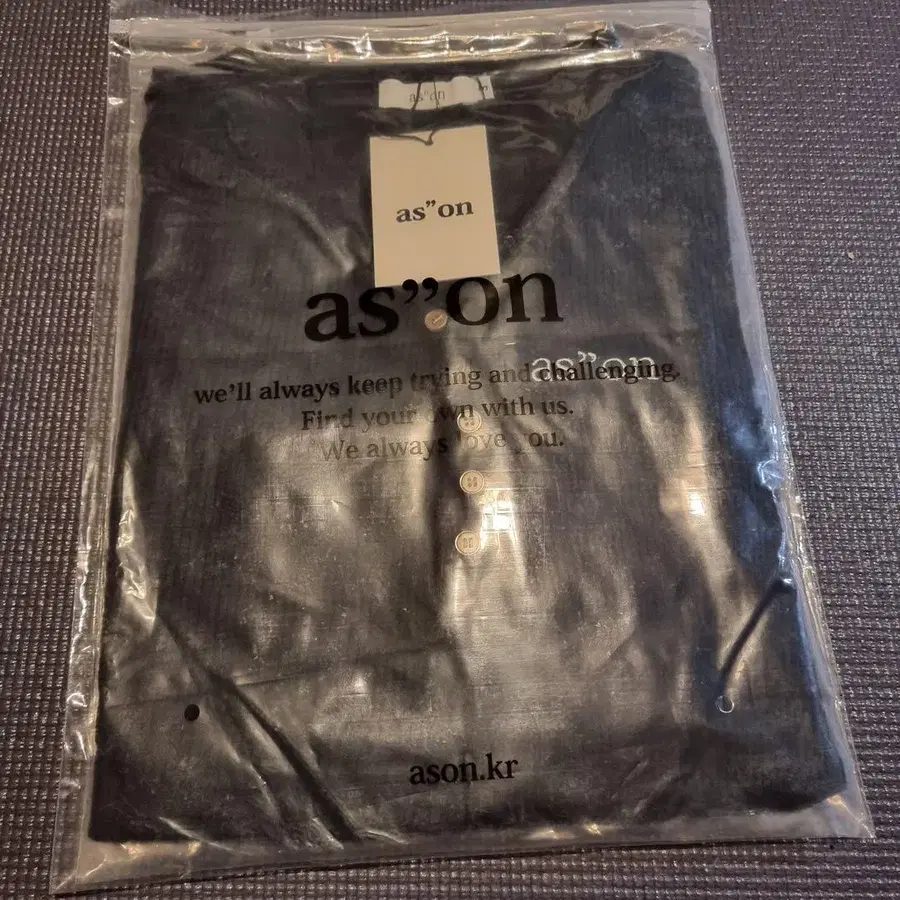 as"on
as”on
as”on
as”on
we'll always keep trying and challenging.
Find your own with us.
We always love you.
ason.kr